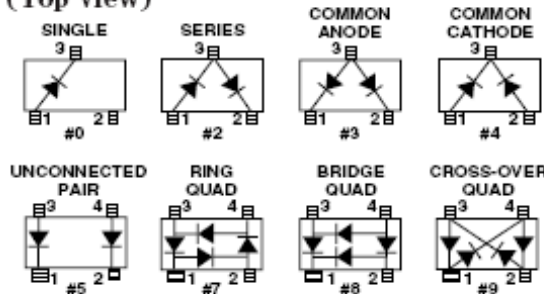 (Top view)
SINGLE
3
1 2
#0
SERIES
3
1 2
#2
COMMON
ANODE
3
1 2
#3
COMMON
CATHODE
3
1 2
#4
UNCONNECTED
PAIR
3 4
1 2
#5
RING
QUAD
3 4
1 2
#7
BRIDGE
QUAD
3 4
1 2
#8
CROSS-OVER
QUAD
3 4
1 2
#9